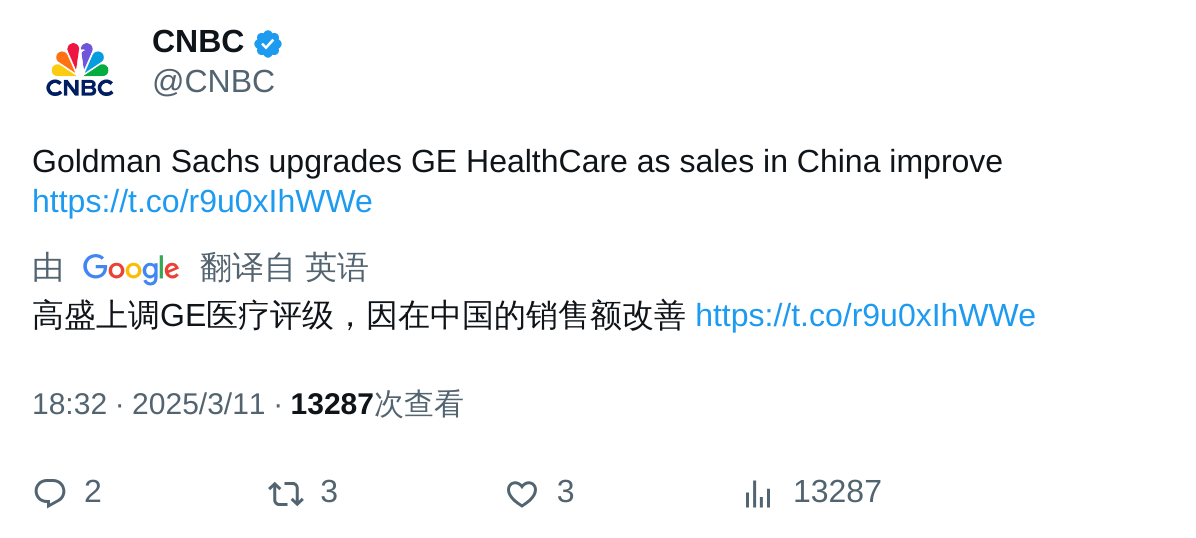 CNBC
CNBC
@CNBC
Goldman Sachs upgrades GE HealthCare as sales in China improve
https://t.co/r9u0xIhWWe
由 Google 翻译自 英语
高盛上调GE医疗评级，因在中国的销售额改善 https://t.co/r9u0xIhWWe
18:32 · 2025/3/11 · 13287次查看
2 3 3 13287